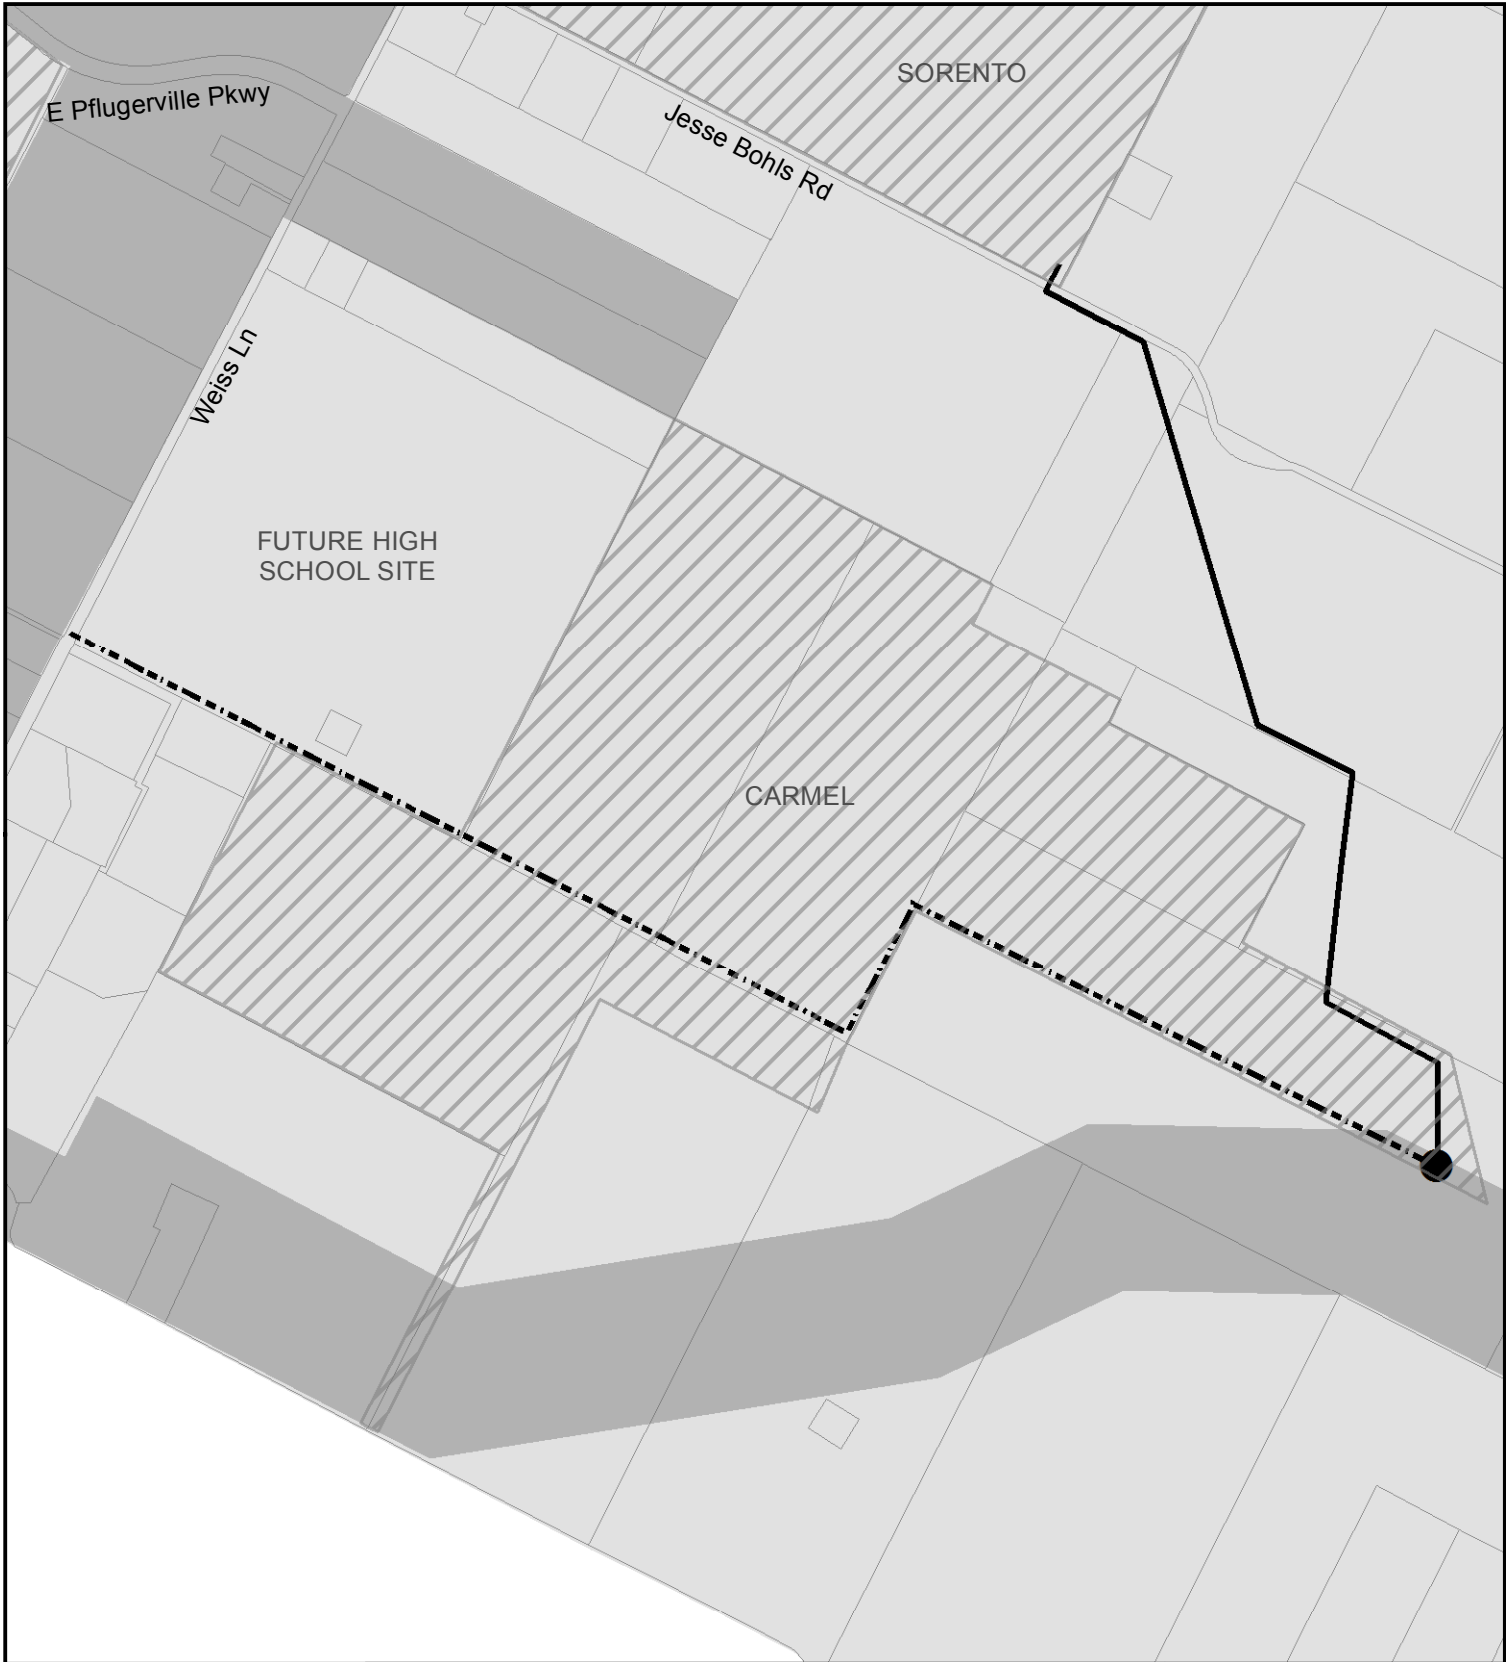 SORENTO
E Pflugerville Pkwy
Jesse Bohls Rd
Weiss Ln
FUTURE HIGH
SCHOOL SITE
CARMEL